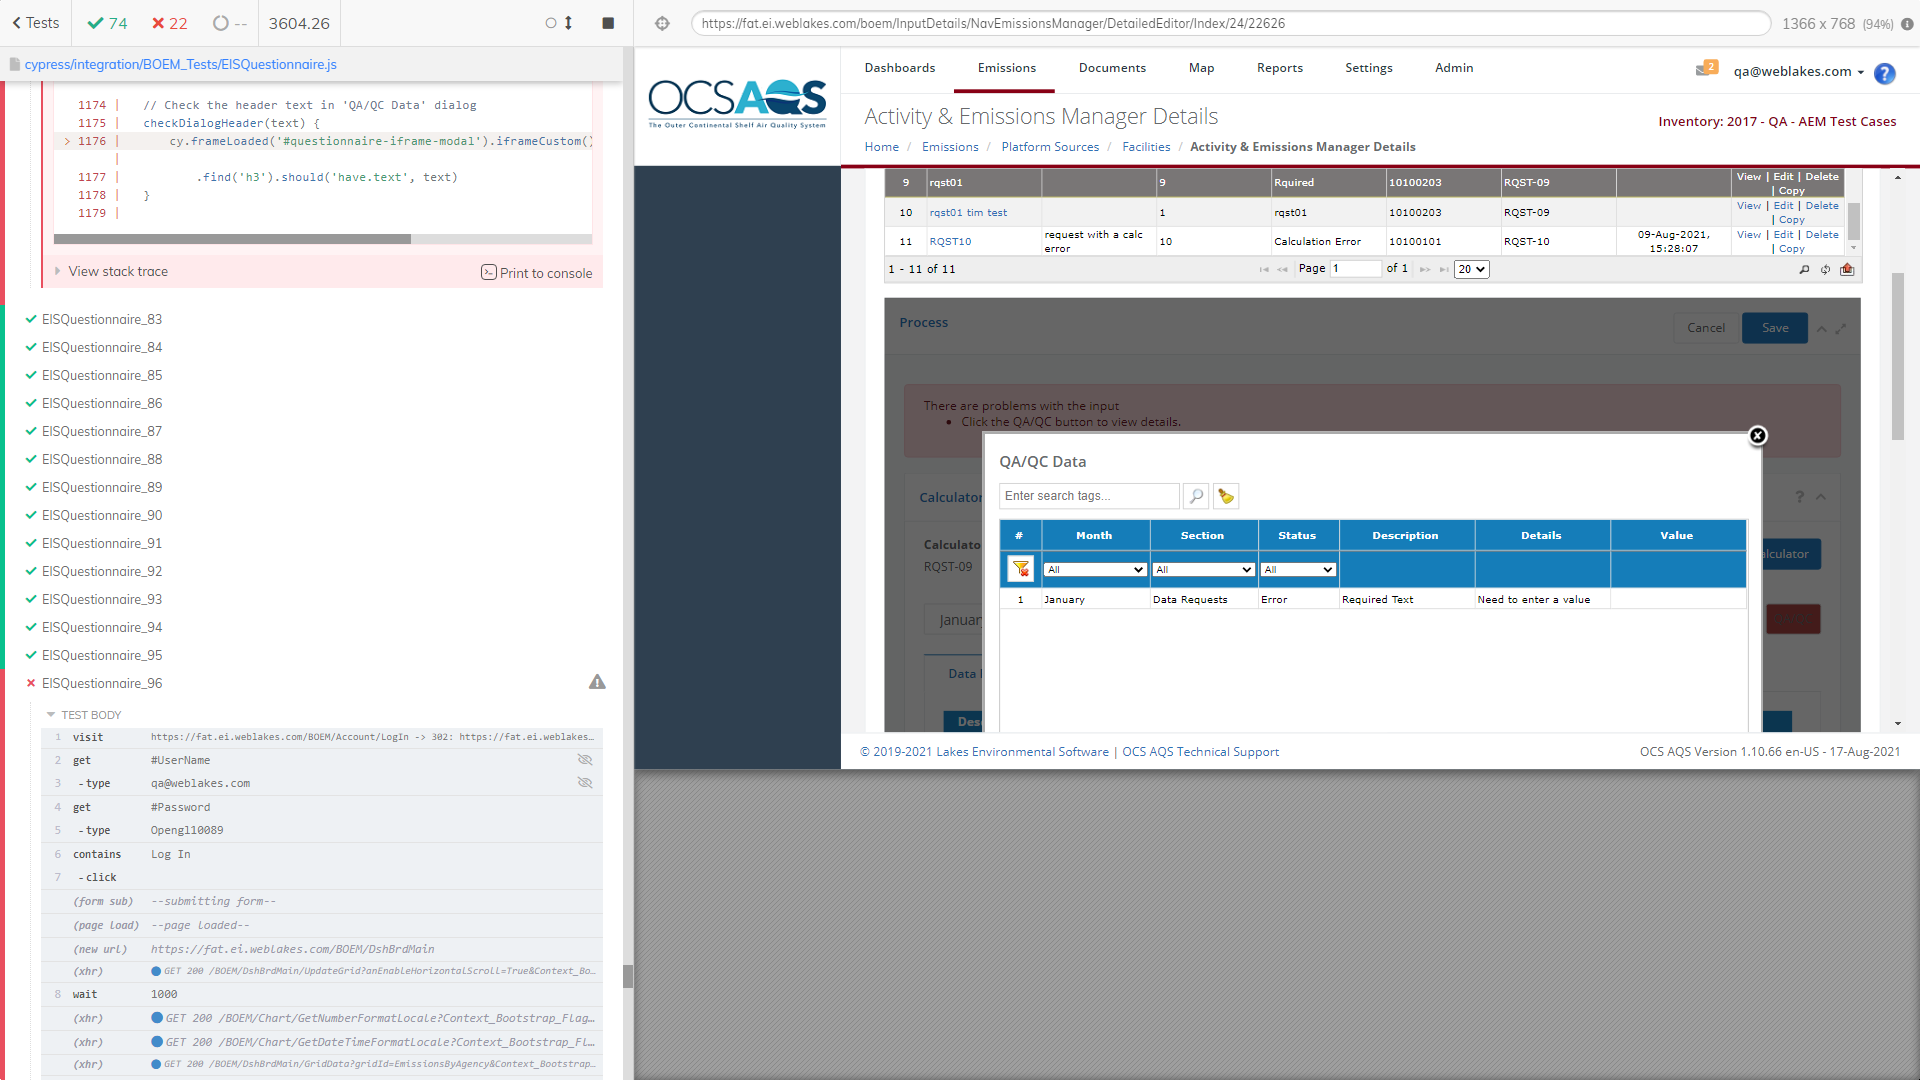 Tests 74 22 -- 3604.26
https://fat.ei.weblakes.com/boem/InputDetails/NavEmissionsManager/DetailedEditor/Index/24/22626
1366 x 768 (94%)
cypress/integration/BOEM_Tests/EISQuestionnaire.js
1174 | // Check the header text in 'QA/QC Data' dialog
1175 | checkDialogHeader(text) {
> 1176 | cy.frameLoaded('#questionnaire-iframe-modal').iframeCustom()
|
1177 | .find('h3').should('have.text', text)
1178 | }
1179 |
View stack trace
Print to console
EISQuestionnaire_83
EISQuestionnaire_84
EISQuestionnaire_85
EISQuestionnaire_86
EISQuestionnaire_87
EISQuestionnaire_88
EISQuestionnaire_89
EISQuestionnaire_90
EISQuestionnaire_91
EISQuestionnaire_92
EISQuestionnaire_93
EISQuestionnaire_94
EISQuestionnaire_95
EISQuestionnaire_96
TEST BODY
1 visit https://fat.ei.weblakes.com/BOEM/Account/LogIn -> 302: https://fat.ei.weblakes...
2 get #UserName
3 -type qa@weblakes.com
4 get #Password
5 -type Opengl10089
6 contains Log In
7 -click
(form sub) --submitting form--
(page load) --page loaded--
(new url) https://fat.ei.weblakes.com/BOEM/DshBrdMain
(xhr) GET 200 /BOEM/DshBrdMain/UpdateGrid?anEnableHorizontalScroll=True&Context_Bo...
8 wait 1000
(xhr) GET 200 /BOEM/Chart/GetNumberFormatLocale?Context_Bootstrap_Flag...
(xhr) GET 200 /BOEM/Chart/GetDateTimeFormatLocale?Context_Bootstrap_Fl...
(xhr) GET 200 /BOEM/DshBrdMain/GridData?gridId=EmissionsByAgency&Context_Bootstrap...
OCSAQS
The Outer Continental Shelf Air Quality System
Dashboards Emissions Documents Map Reports Settings Admin
2 qa@weblakes.com ?
Activity & Emissions Manager Details
Inventory: 2017 - QA - AEM Test Cases
Home / Emissions / Platform Sources / Facilities / Activity & Emissions Manager Details
9 rqst01 9 Rquired 10100203 RQST-09 View | Edit | Delete | Copy
10 rqst01 tim test 1 rqst01 10100203 RQST-09 View | Edit | Delete | Copy
11 RQST10 request with a calc error 10 Calculation Error 10100101 RQST-10 09-Aug-2021, 15:28:07 View | Edit | Delete | Copy
1 - 11 of 11 Page 1 of 1 20
Process Cancel Save
There are problems with the input
• Click the QA/QC button to view details.
QA/QC Data
Enter search tags...
# Month Section Status Description Details Value
All All All
1 January Data Requests Error Required Text Need to enter a value
Calculator
?
Calculato
alculator
RQST-09
Januar
Data
Des
© 2019-2021 Lakes Environmental Software | OCS AQS Technical Support
OCS AQS Version 1.10.66 en-US - 17-Aug-2021